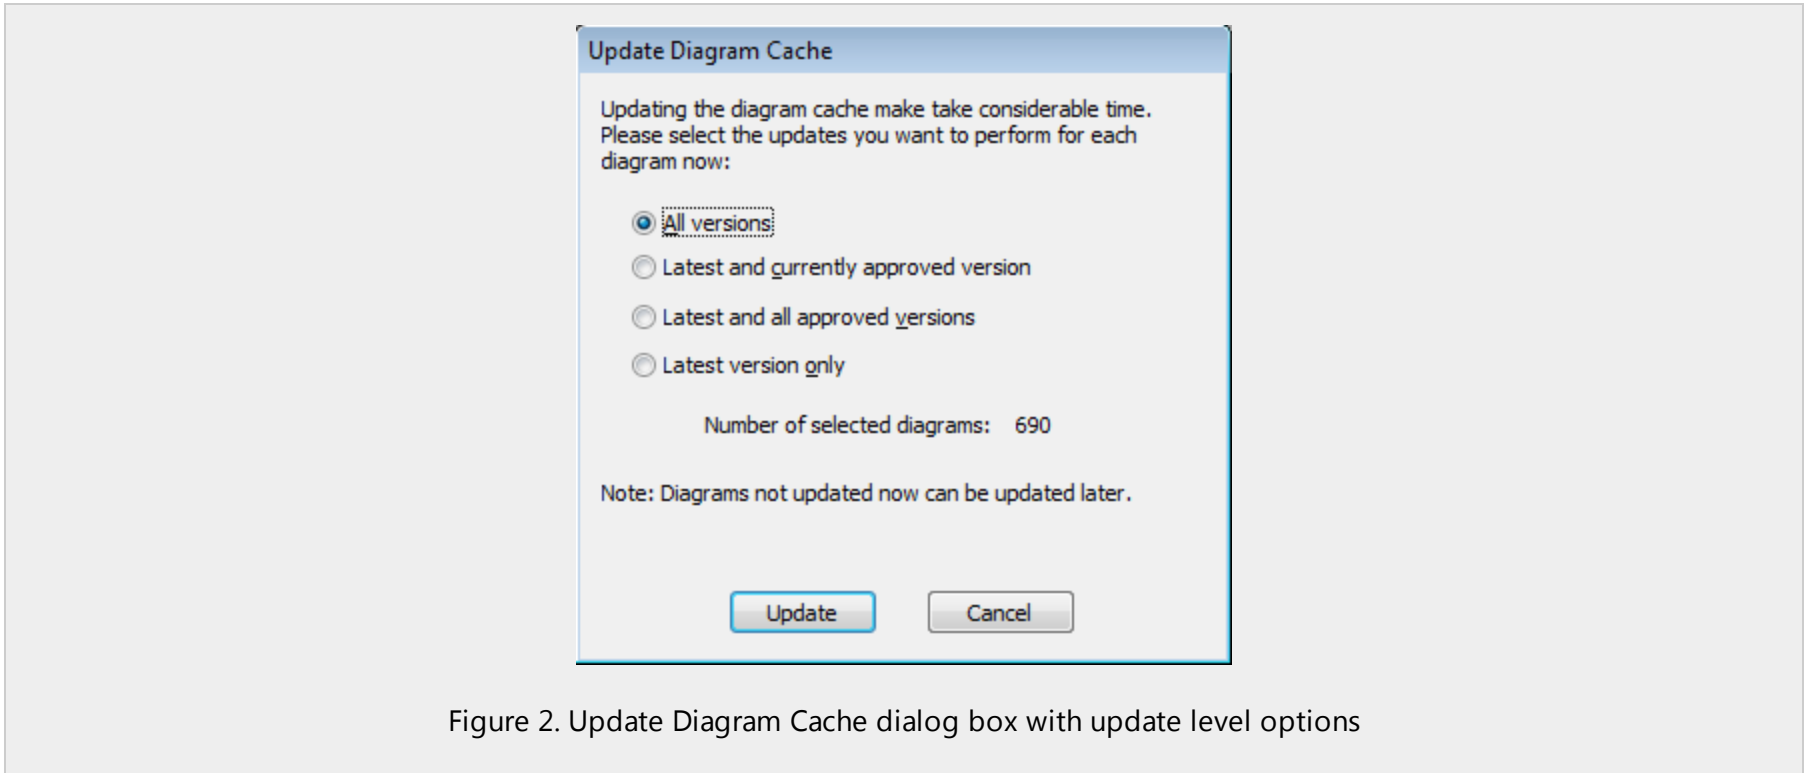 Update Diagram Cache
Updating the diagram cache make take considerable time.
Please select the updates you want to perform for each
diagram now:
All versions
Latest and currently approved version
Latest and all approved versions
Latest version only
Number of selected diagrams: 690
Note: Diagrams not updated now can be updated later.
Update Cancel
Figure 2. Update Diagram Cache dialog box with update level options